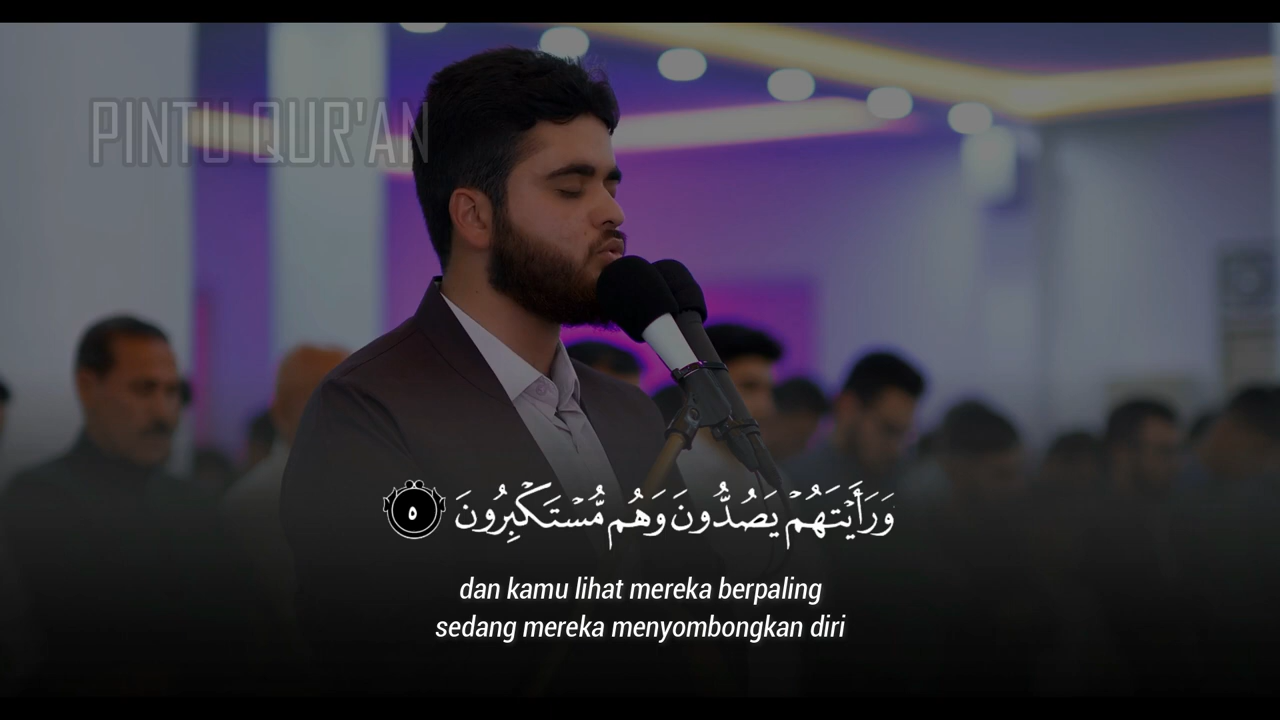 PINTU QUR'AN
وَرَأَيْتَهُمْ يَصُدُّونَ وَهُم مُّسْتَكْبِرُونَ ٥
dan kamu lihat mereka berpaling
sedang mereka menyombongkan diri